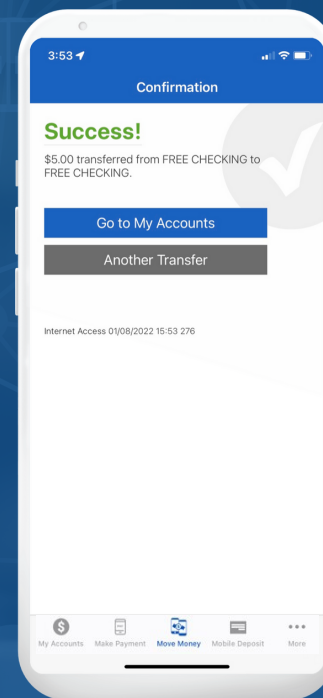 3:53
Confirmation
Success!
$5.00 transferred from FREE CHECKING to
FREE CHECKING.
Go to My Accounts
Another Transfer
Internet Access 01/08/2022 15:53 276
My Accounts Make Payment Move Money Mobile Deposit More